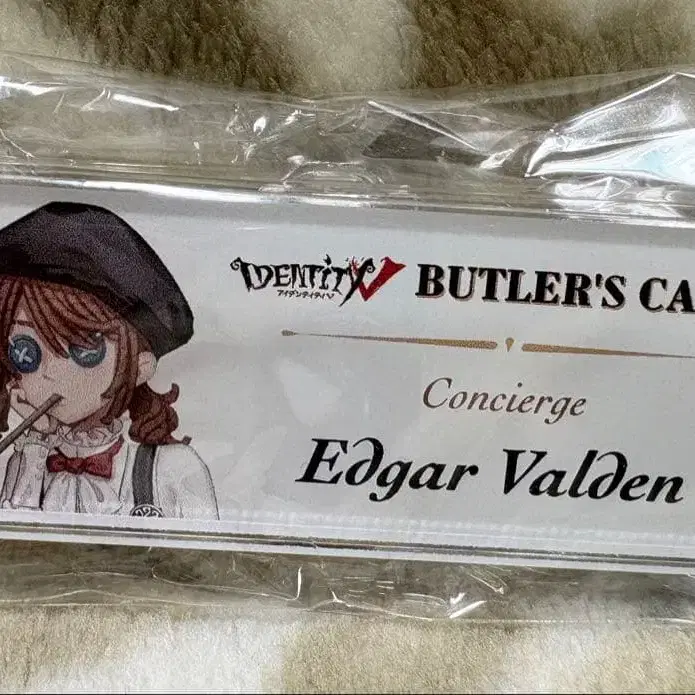 IDENTITY V BUTLER'S CA
アイデンティティV
Concierge
Edgar Valden